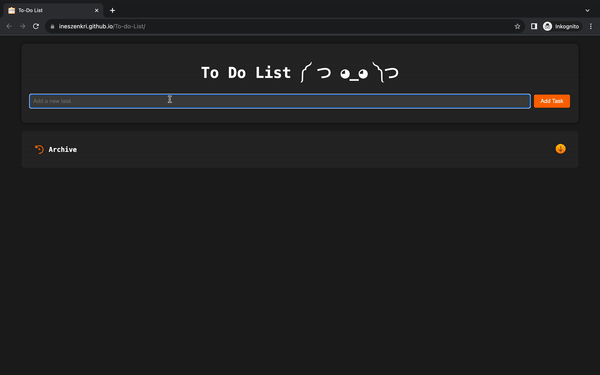 To-Do List
ineszenkri.github.io/To-do-List/
Inkognito
To Do List ༼ つ ◕_◕ ༽つ
Add a new task
Add Task
Archive